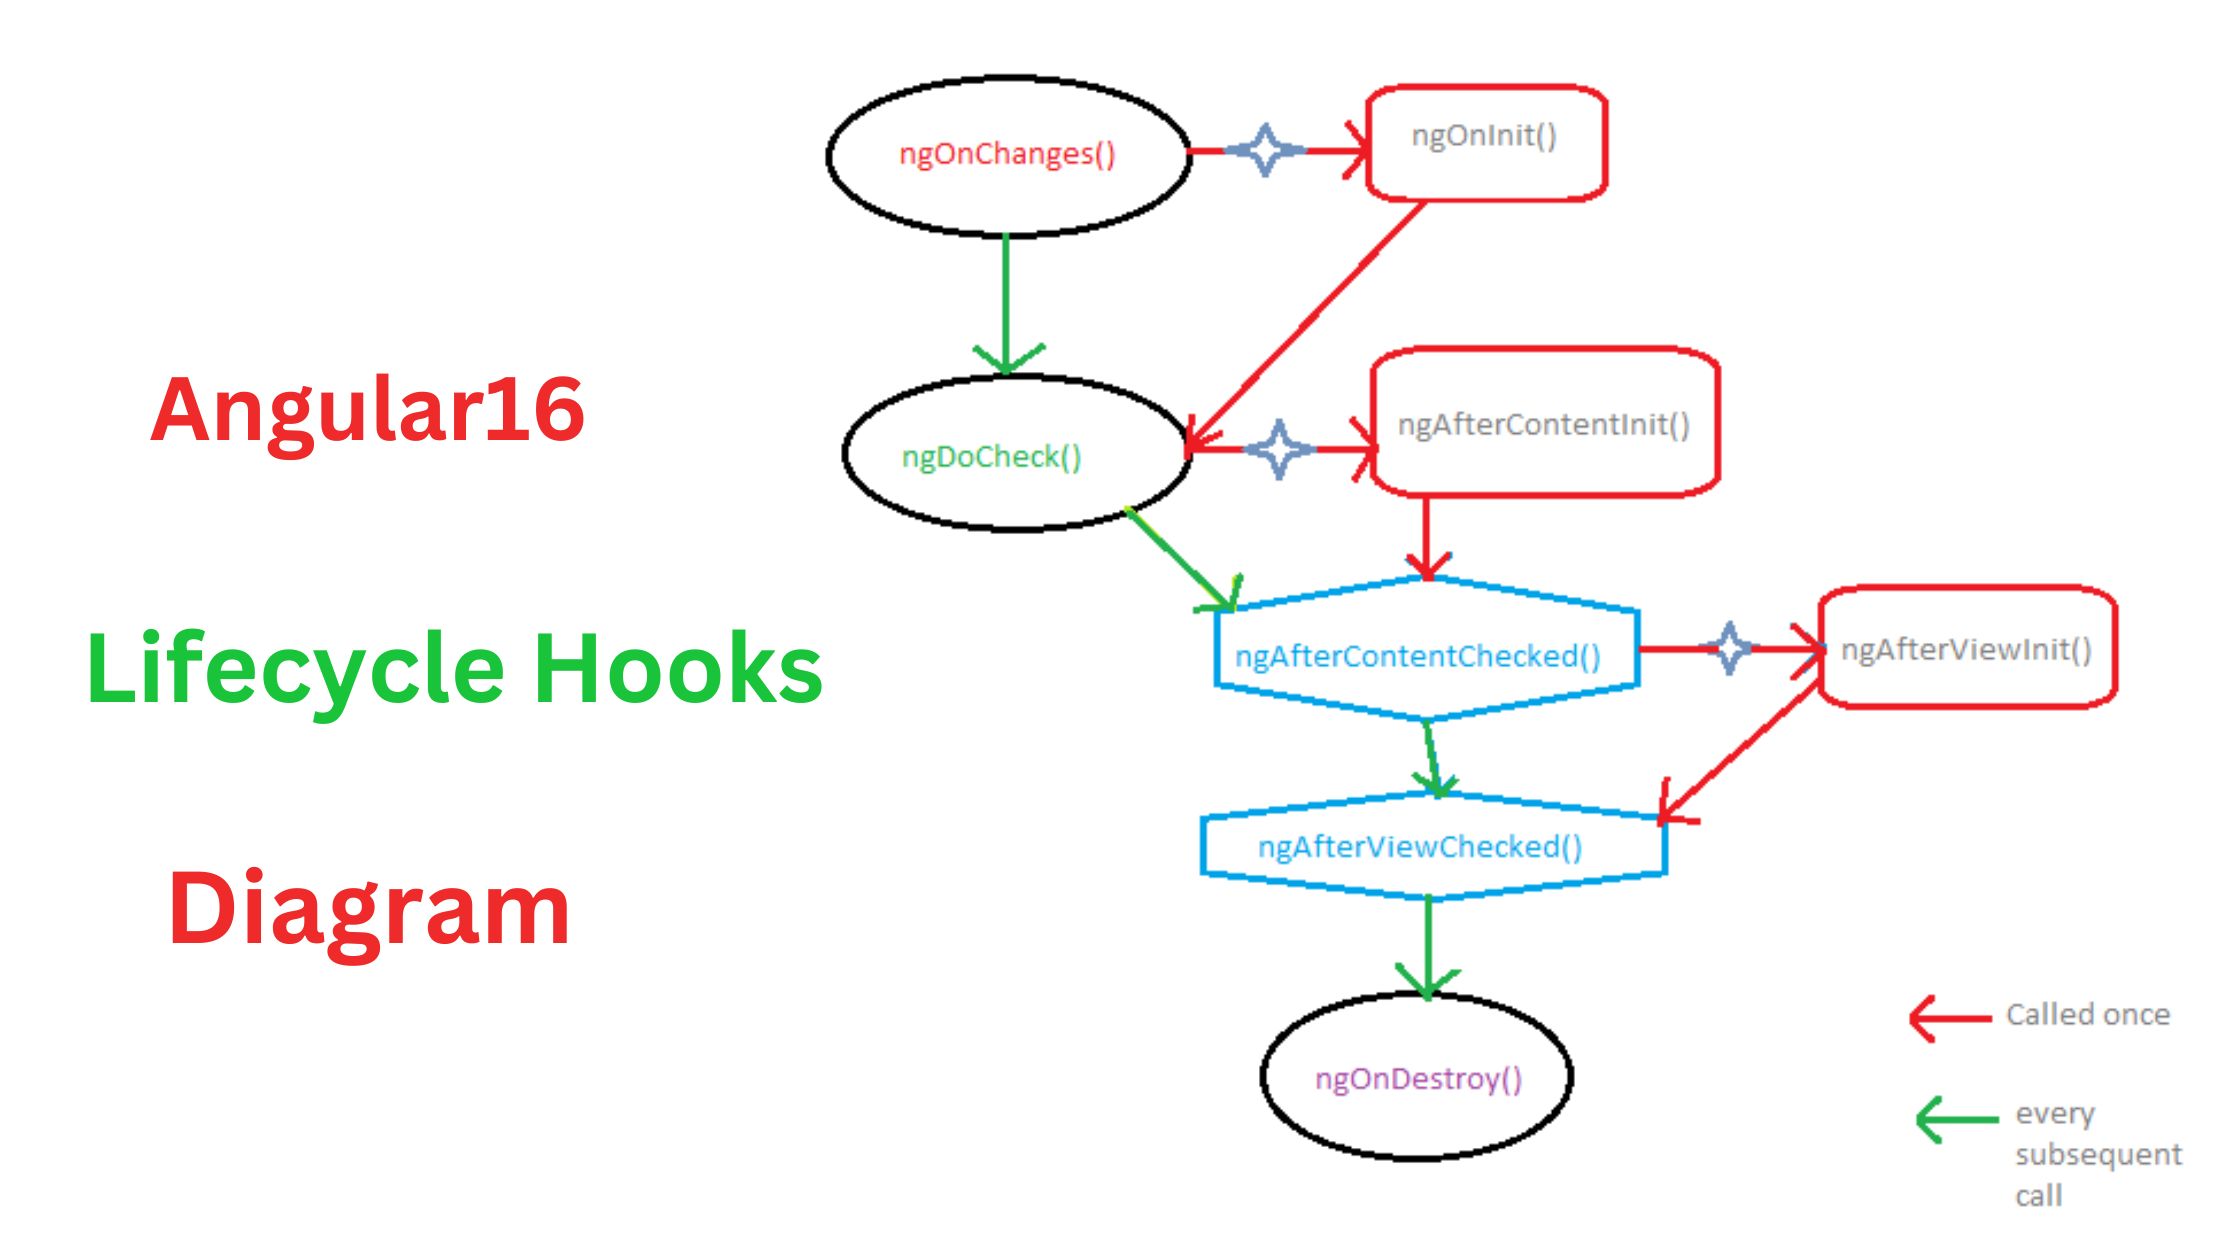 Angular16
Lifecycle Hooks
Diagram
ngOnChanges()
ngOnInit()
ngDoCheck()
ngAfterContentInit()
ngAfterContentChecked()
ngAfterViewInit()
ngAfterViewChecked()
ngOnDestroy()
Called once
every
subsequent
call